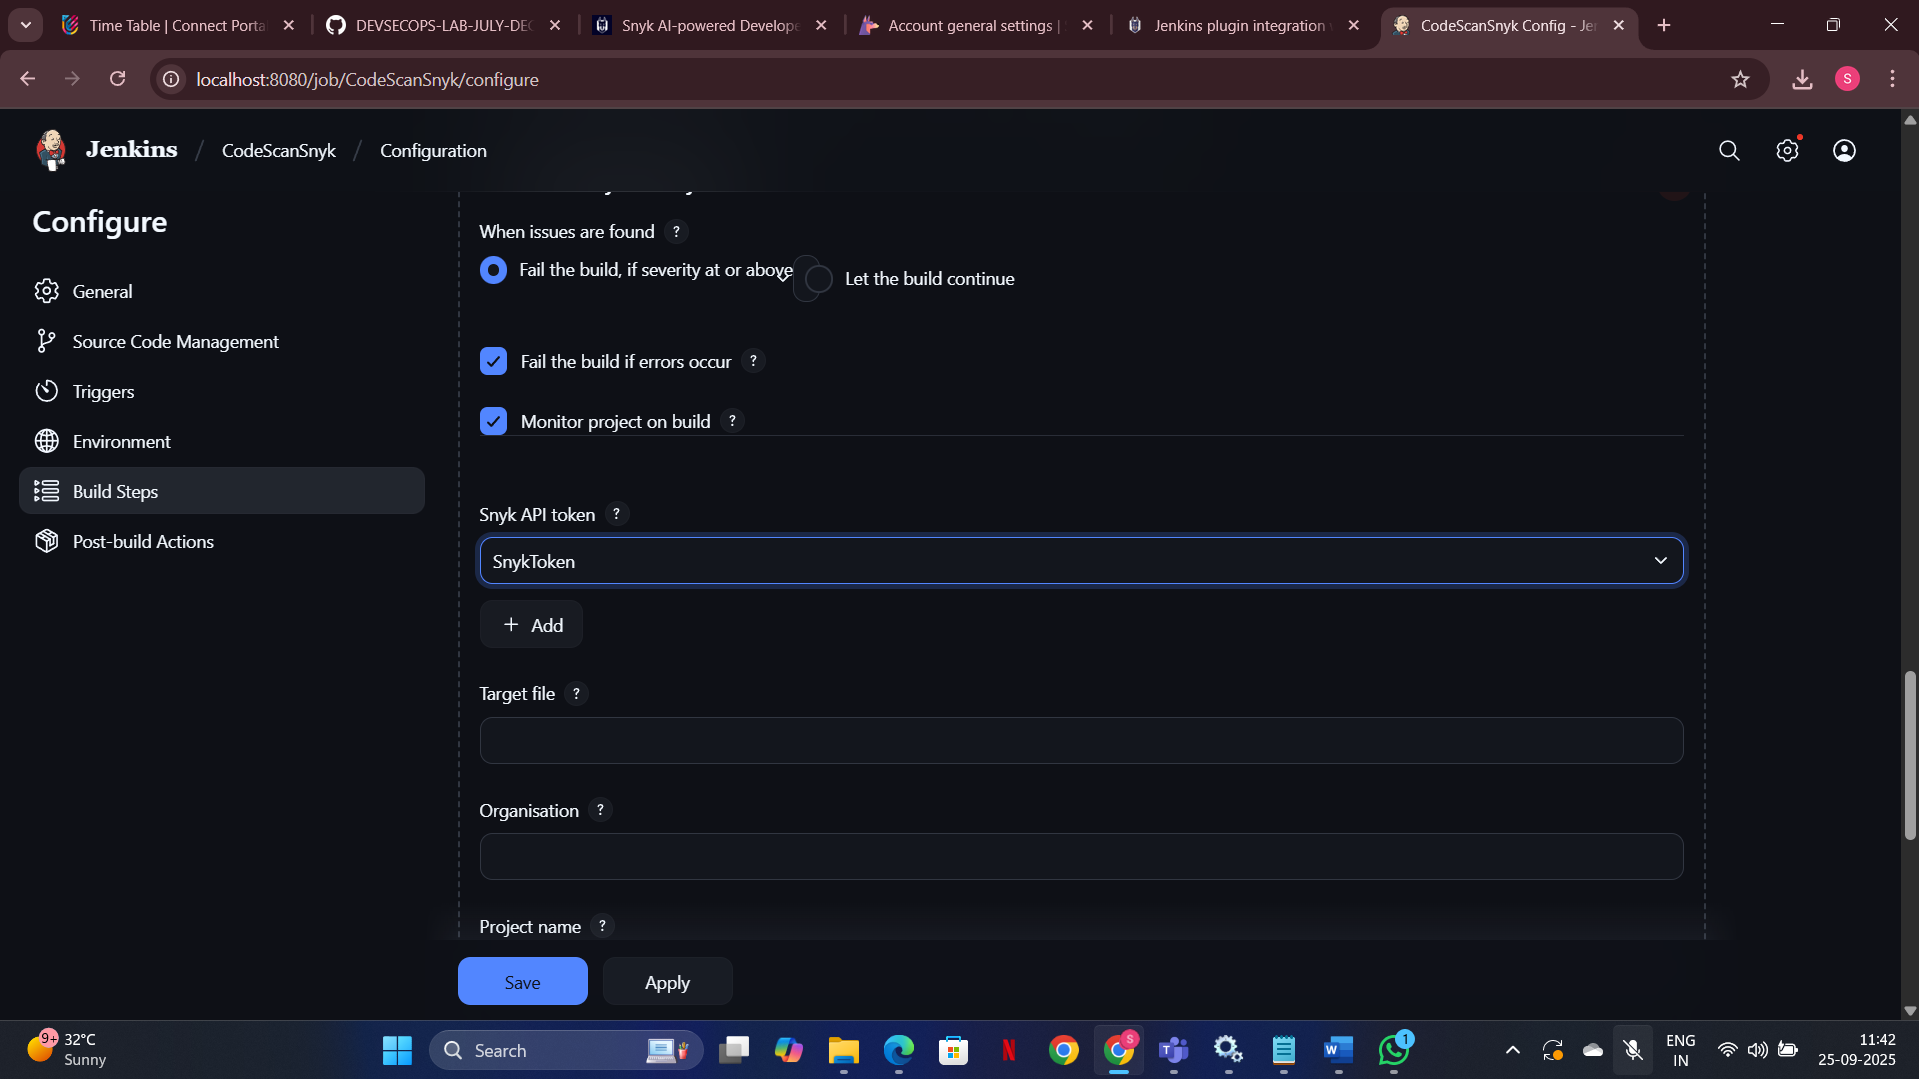 Time Table | Connect Porta
DEVSECOPS-LAB-JULY-DEC
Snyk AI-powered Develope
Account general settings |
Jenkins plugin integration
CodeScanSnyk Config - Je
localhost:8080/job/CodeScanSnyk/configure
S
Jenkins / CodeScanSnyk / Configuration
Configure
General
Source Code Management
Triggers
Environment
Build Steps
Post-build Actions
When issues are found ?
Fail the build, if severity at or above
Let the build continue
Fail the build if errors occur ?
Monitor project on build ?
Snyk API token ?
SnykToken
+ Add
Target file ?
Organisation ?
Project name ?
Save
Apply
9+
32°C
Sunny
Search
N
S
T
W
1
ENG
IN
11:42
25-09-2025